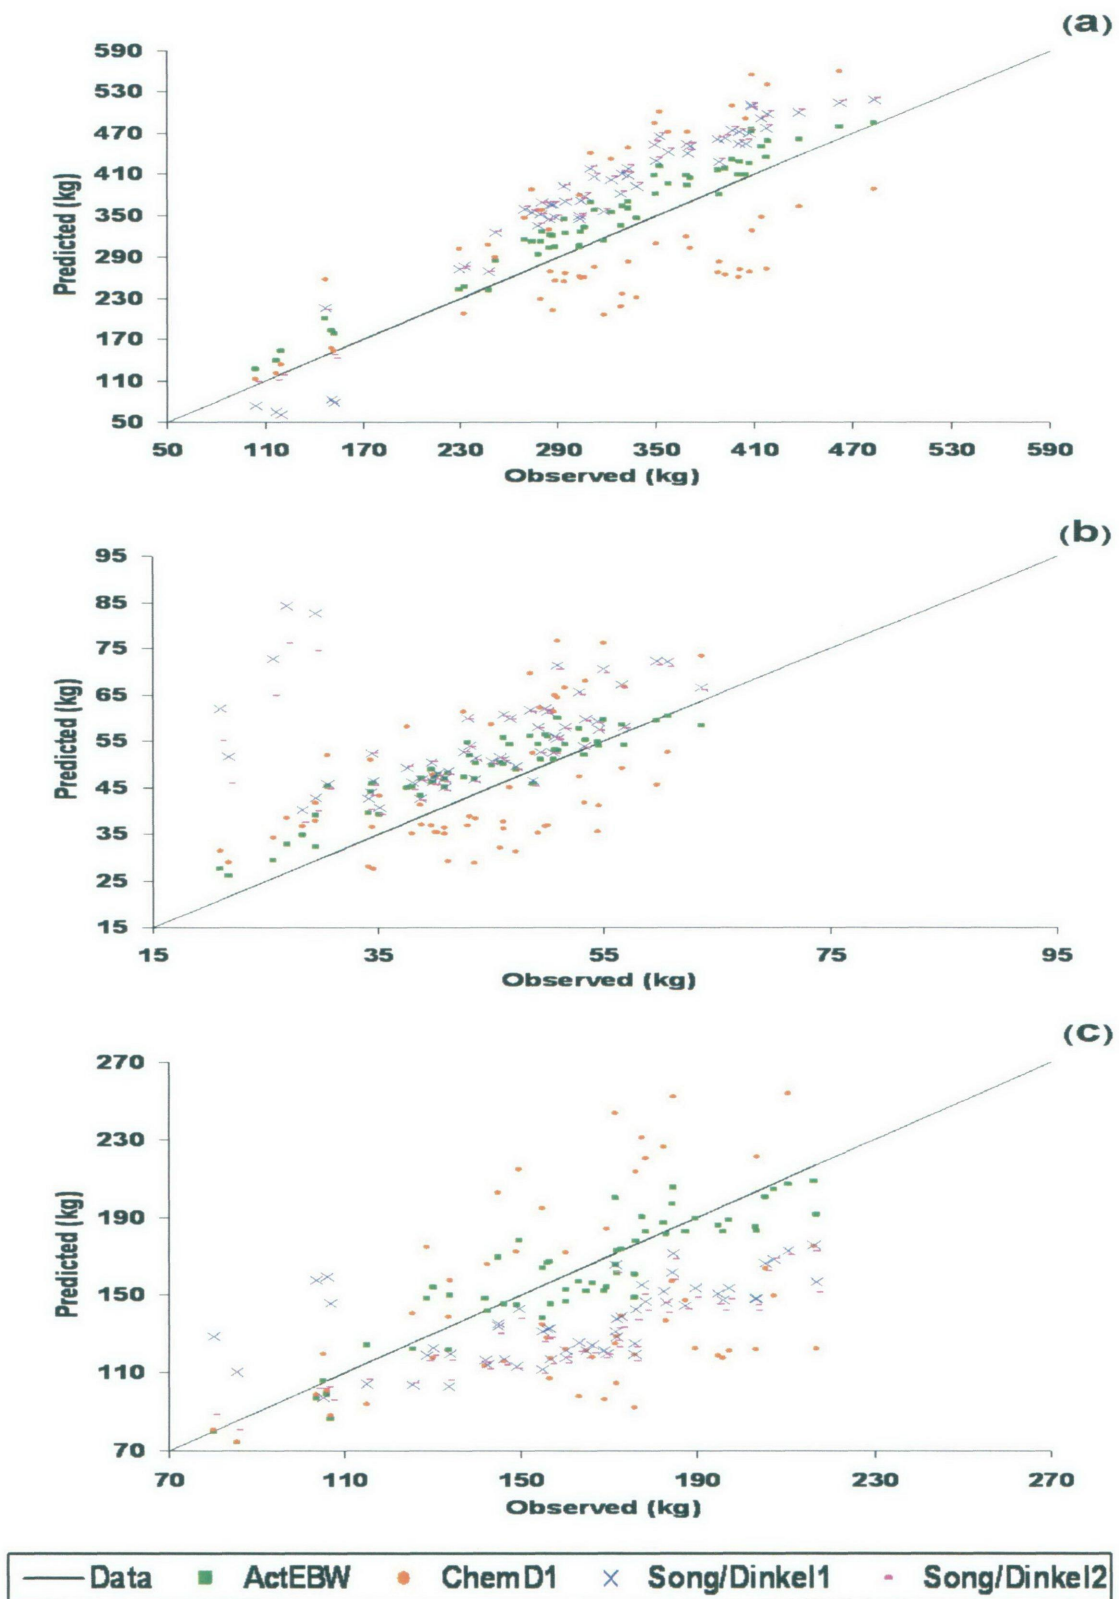 (a)
590
530
470
410
350
290
230
170
110
50
Predicted (kg)
50 110 170 230 290 350 410 470 530 590
Observed (kg)
(b)
95
85
75
65
55
45
35
25
15
Predicted (kg)
15 35 55 75 95
Observed (kg)
(c)
270
230
190
150
110
70
Predicted (kg)
70 110 150 190 230 270
Observed (kg)
Data ActEBW ChemD1 Song/Dinkel1 Song/Dinkel2